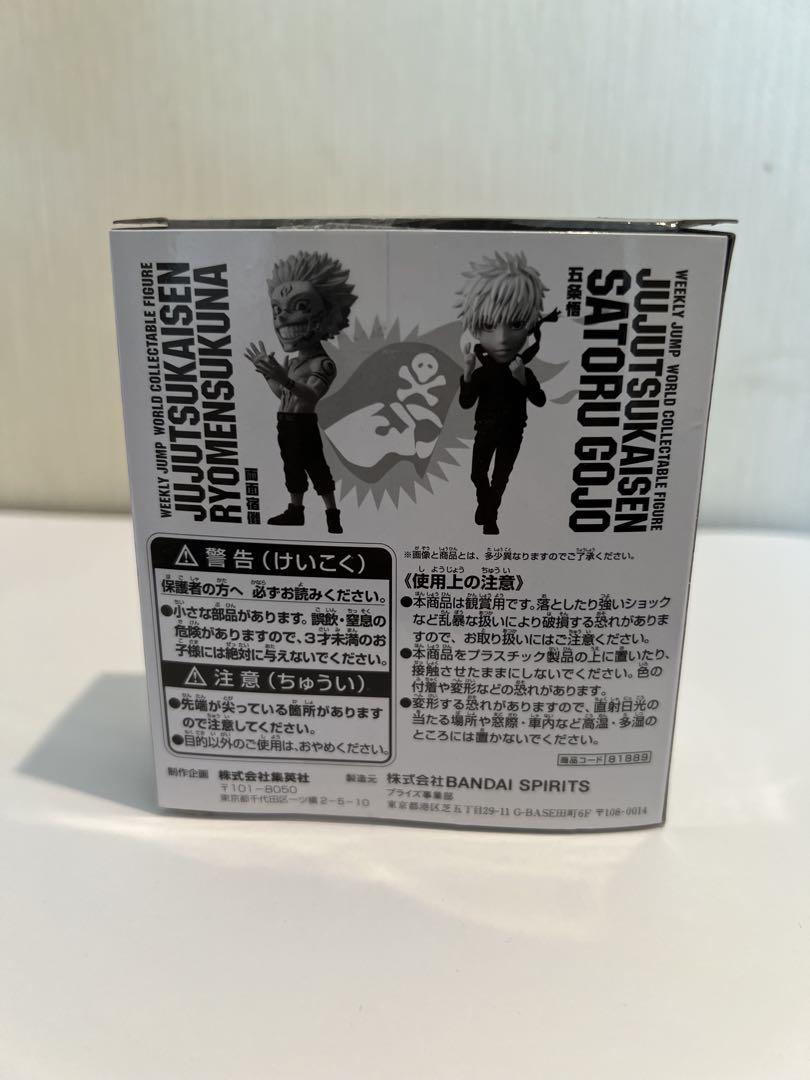 WEEKLY JUMP WORLD COLLECTABLE FIGURE
JUJUTSUKAISEN
RYOMENSUKUNA
両面宿儺
WEEKLY JUMP WORLD COLLECTABLE FIGURE
JUJUTSUKAISEN
SATORU GOJO
五条悟
警告(けいこく)
保護者の方へ 必ずお読みください。
●小さな部品があります。誤飲・窒息の
危険がありますので、3才未満のお
子様には絶対に与えないでください。
注意(ちゅうい)
●先端が尖っている箇所があります
ので注意してください。
●目的以外のご使用は、おやめください。
※画像と商品とは、多少異なりますのでご了承ください。
《使用上の注意》
●本商品は観賞用です。落としたり強いショック
など乱暴な扱いにより破損する恐れがありま
すので、お取り扱いにはご注意ください。
●本商品をプラスチック製品の上に置いたり、
接触させたままにしないでください。色の
付着や変形などの恐れがあります。
●変形する恐れがありますので、直射日光の
当たる場所や窓際・車内など高温・多湿の
ところには置かないでください。
商品コード 81889
制作企画 株式会社集英社
〒101-8050
東京都千代田区一ツ橋2-5-10
製造元 株式会社BANDAI SPIRITS
プライズ事業部
東京都港区芝五丁目29-11 G-BASE田町6F 〒108-0014